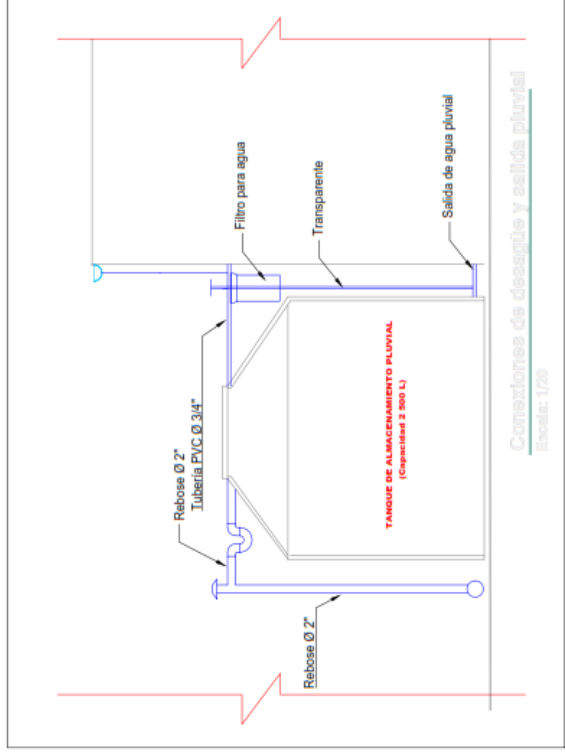 Rebose Ø 2"
Tubería PVC Ø 3/4"
Filtro para agua
Transparente
Salida de agua pluvial
Rebose Ø 2"
TANQUE DE ALMACENAMIENTO PLUVIAL
(Capacidad 2 500 L)
Conexiones de desagüe y salida pluvial
Escala: 1/20